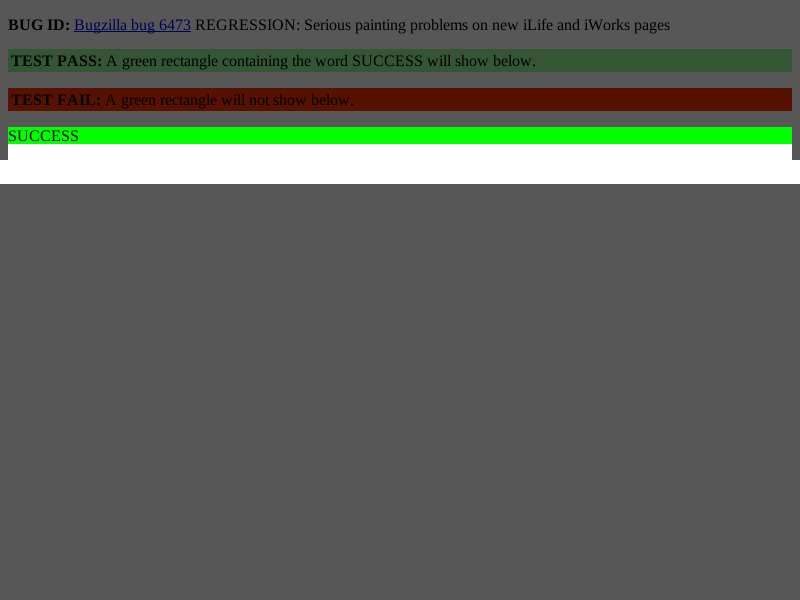 BUG ID: Bugzilla bug 6473 REGRESSION: Serious painting problems on new iLife and iWorks pages
TEST PASS: A green rectangle containing the word SUCCESS will show below.
TEST FAIL: A green rectangle will not show below.
SUCCESS